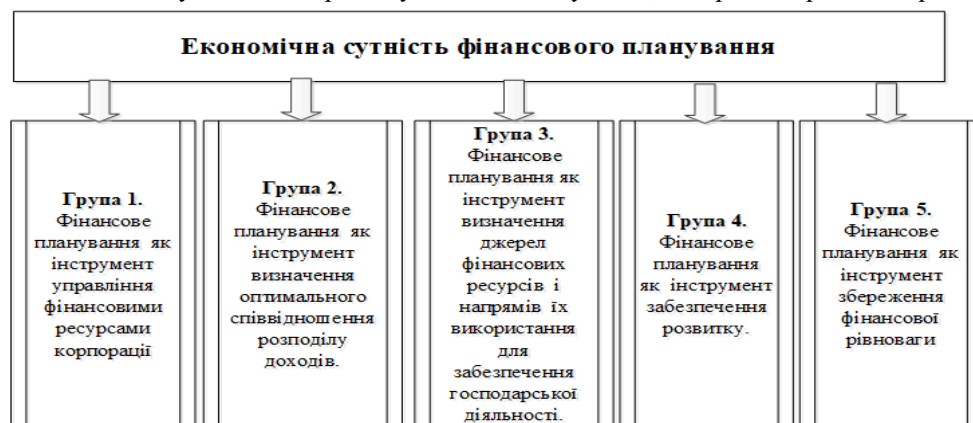 Економічна сутність фінансового планування
Група 1.
Фінансове
планування як
інструмент
управління
фінансовими
ресурсами
корпорації
Група 2.
Фінансове
планування як
інструмент
визначення
оптимального
співвідношення
розподілу
доходів.
Група 3.
Фінансове
планування як
інструмент
визначення
джерел
фінансових
ресурсів і
напрямів їх
використання
для
забезпечення
господарської
діяльності.
Група 4.
Фінансове
планування
як інструмент
забезпечення
розвитку.
Група 5.
Фінансове
планування як
інструмент
збереження
фінансової
рівноваги